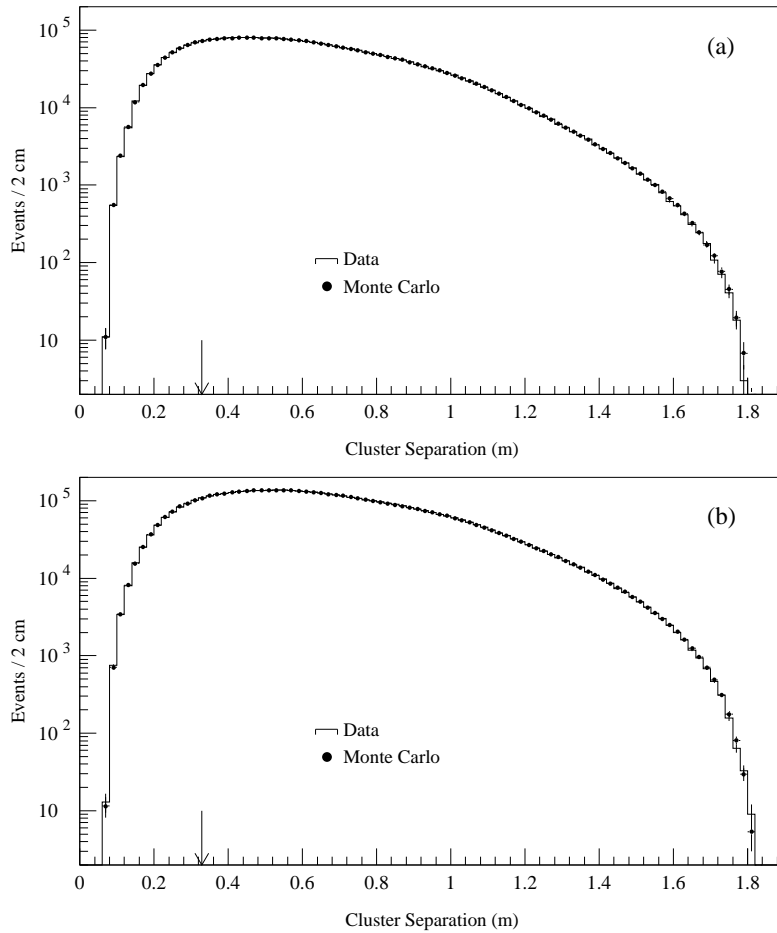 10^5
10^4
10^3
10^2
10
Events / 2 cm
(a)
Data
Monte Carlo
0 0.2 0.4 0.6 0.8 1 1.2 1.4 1.6 1.8
Cluster Separation (m)
10^5
10^4
10^3
10^2
10
Events / 2 cm
(b)
Data
Monte Carlo
0 0.2 0.4 0.6 0.8 1 1.2 1.4 1.6 1.8
Cluster Separation (m)